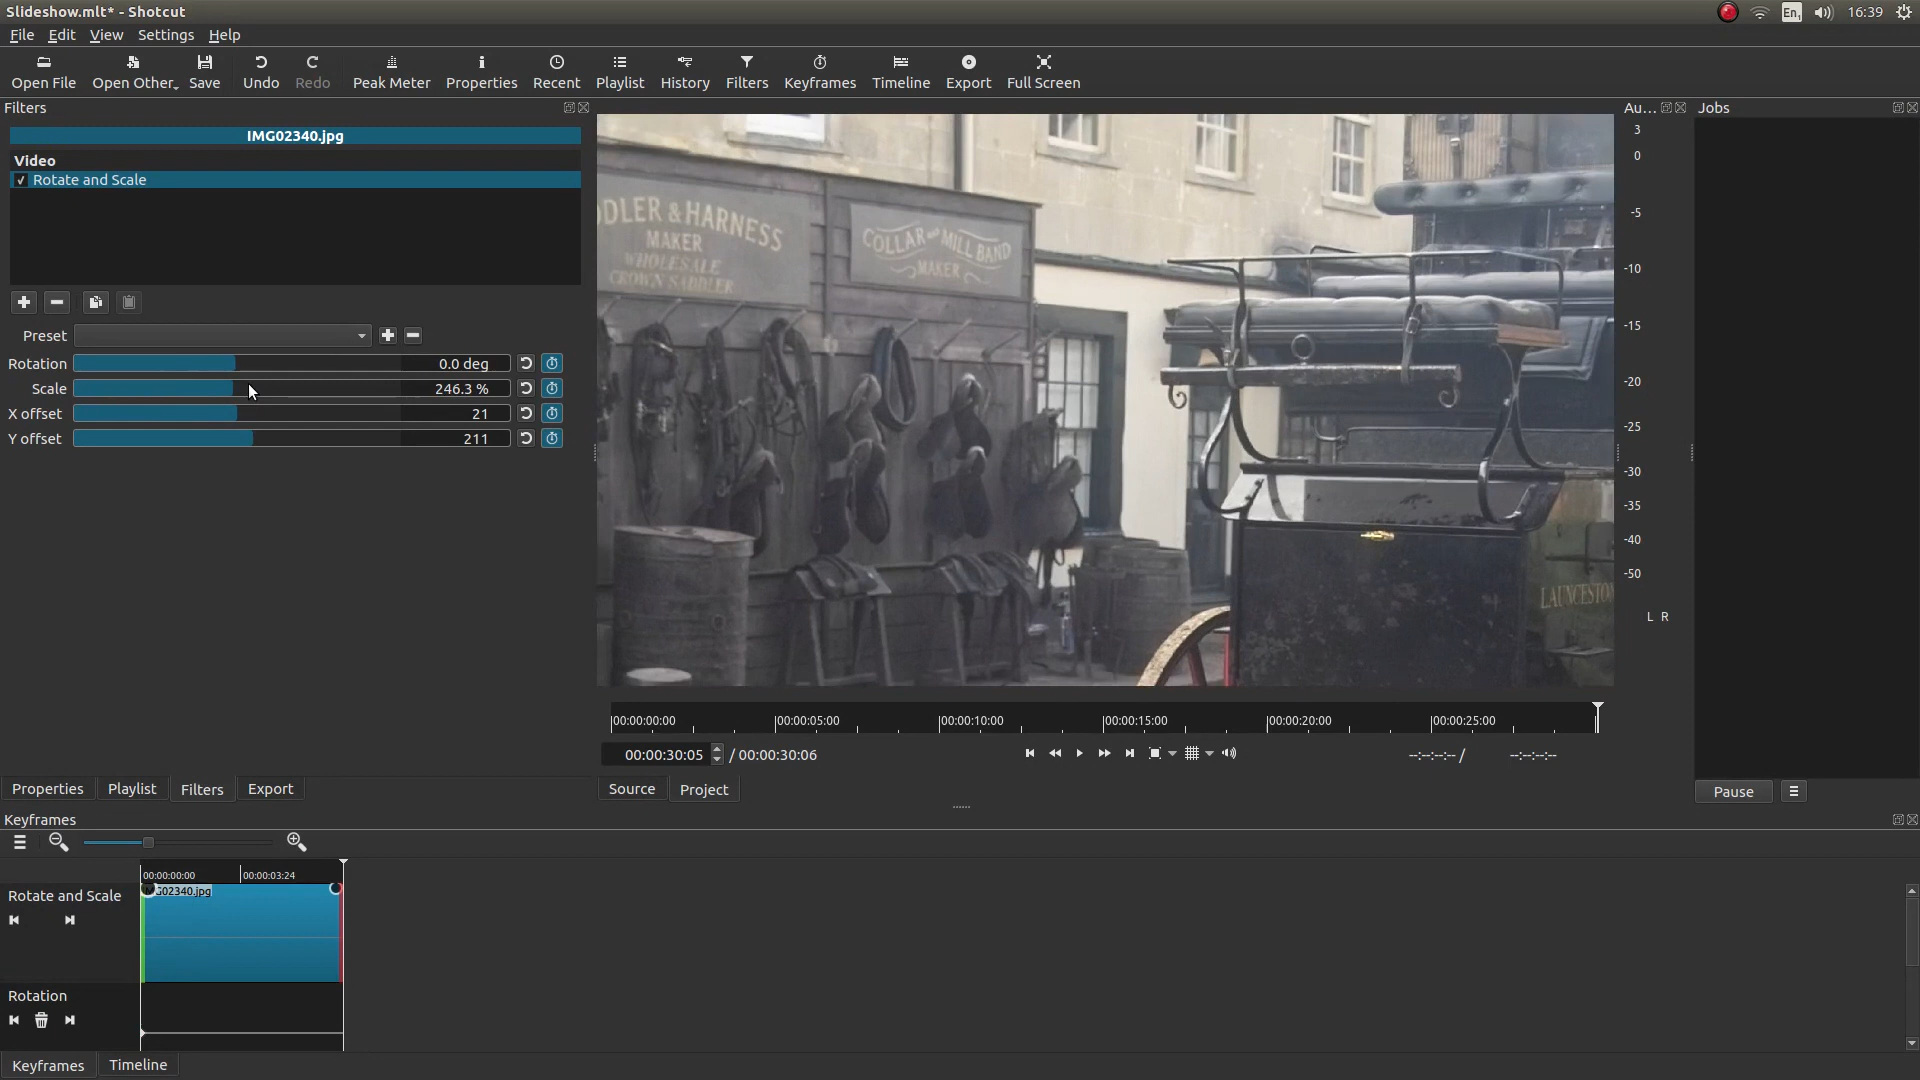 Slideshow.mlt* - Shotcut
En1
16:39
File Edit View Settings Help
Open File Open Other Save Undo Redo Peak Meter Properties Recent Playlist History Filters Keyframes Timeline Export Full Screen
Filters
Au...
Jobs
IMG02340.jpg
Video
Rotate and Scale
Preset
Rotation 0.0 deg
Scale 246.3 %
X offset 21
Y offset 211
DLER & HARNESS
MAKER
WHOLESALE
CROWN SADDLER
COLLAR AND MILL BAND
MAKER
LAUNCESTON
3
0
-5
-10
-15
-20
-25
-30
-35
-40
-50
L R
00:00:00:00 00:00:05:00 00:00:10:00 00:00:15:00 00:00:20:00 00:00:25:00
00:00:30:05 / 00:00:30:06
--:--:--:-- / --:--:--:--
Properties Playlist Filters Export
Source Project
Pause
Keyframes
00:00:00:00 00:00:03:24
Rotate and Scale
G02340.jpg
Rotation
Keyframes Timeline